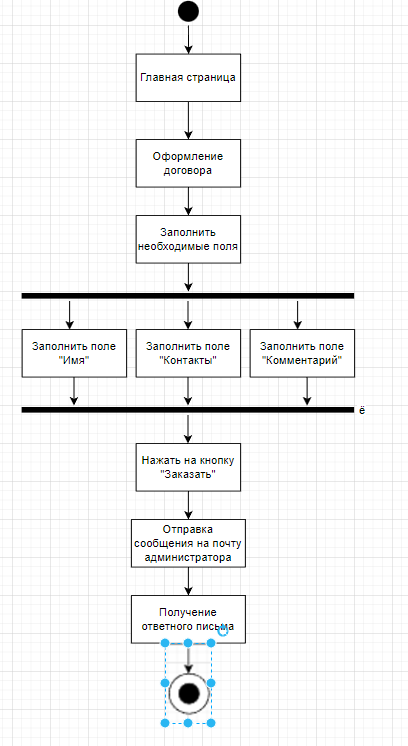 Главная страница
Оформление
договора
Заполнить
необходимые поля
Заполнить поле
"Имя"
Заполнить поле
"Контакты"
Заполнить поле
"Комментарий"
ё
Нажать на кнопку
"Заказать"
Отправка
сообщения на почту
администратора
Получение
ответного письма